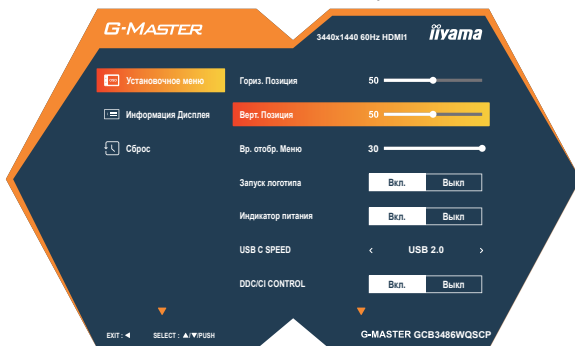 G-MASTER
3440x1440 60Hz HDMI1
iiyama
Установочное меню
Информация Дисплея
Сброс
Гориз. Позиция 50
Верт. Позиция 50
Вр. отобр. Меню 30
Запуск логотипа Вкл. Выкл
Индикатор питания Вкл. Выкл
USB C SPEED < USB 2.0 >
DDC/CI CONTROL Вкл. Выкл
EXIT : ◄ SELECT : ▲/▼/PUSH
G-MASTER GCB3486WQSCP